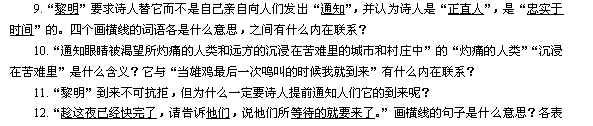 9. “黎明”要求诗人替它而不是自己亲自向人们发出“通知”，并认为诗人是“正直人”，是“忠实于
时间”的。四个画横线的词语各是什么意思，之间有什么内在联系？
10. “通知眼睛被渴望所灼痛的人类和远方的沉浸在苦难里的城市和村庄中”的“灼痛的人类”“沉浸
在苦难里”是什么含义？它与“当雄鸡最后一次鸣叫的时候我就到来”有什么内在联系？
11. “黎明”到来不可抗拒，但为什么一定要诗人提前通知人们它的到来呢？
12. “趁这夜已经快完了，请告诉他们，说他们所等待的就要来了。”画横线的句子是什么意思？各表